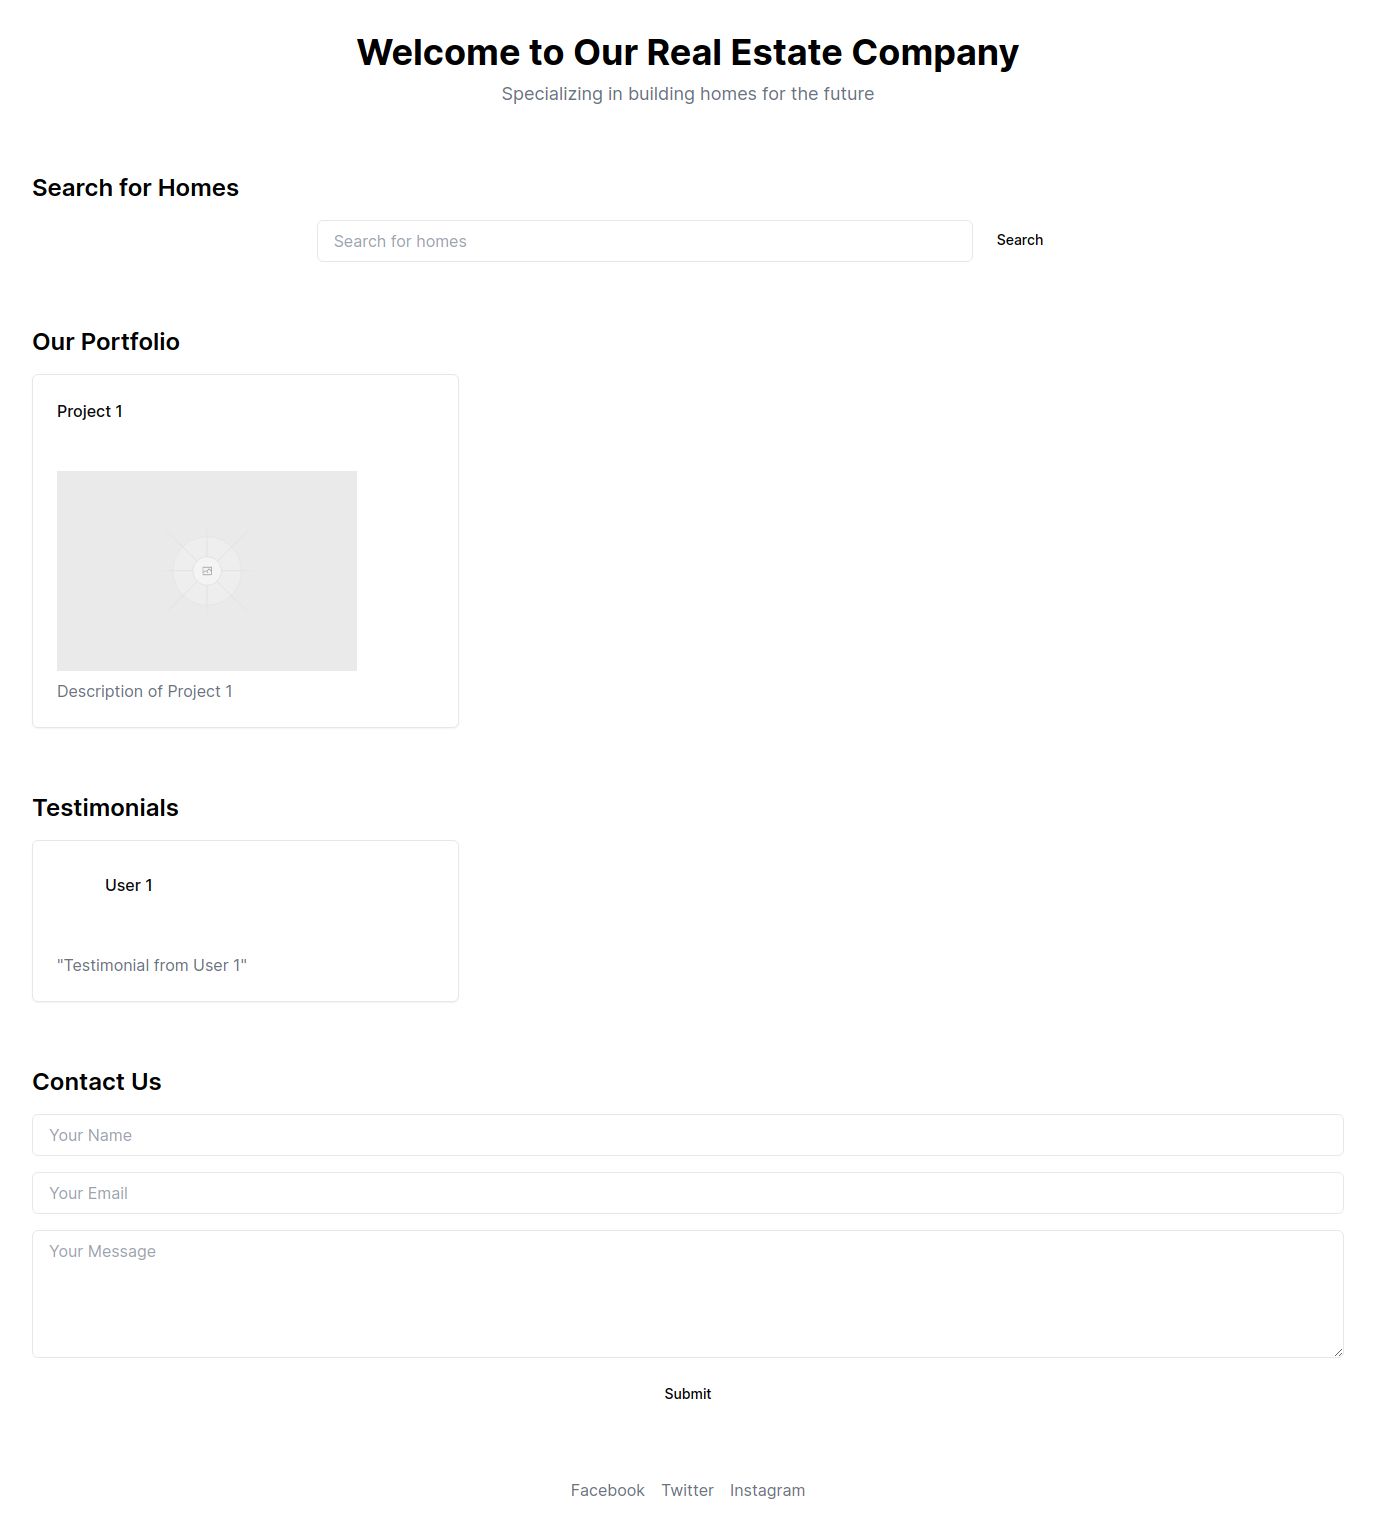 Welcome to Our Real Estate Company
Specializing in building homes for the future
Search for Homes
Search for homes
Search
Our Portfolio
Project 1
Description of Project 1
Testimonials
User 1
"Testimonial from User 1"
Contact Us
Your Name
Your Email
Your Message
Submit
Facebook Twitter Instagram